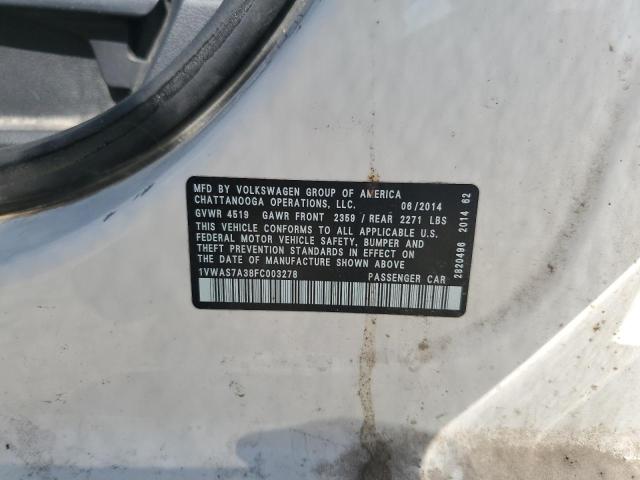 MFD BY VOLKSWAGEN GROUP OF AMERICA
CHATTANOOGA OPERATIONS, LLC. 06/2014
GVWR 4519 GAWR FRONT 2359 / REAR 2271 LBS
THIS VEHICLE CONFORMS TO ALL APPLICABLE U.S.
FEDERAL MOTOR VEHICLE SAFETY, BUMPER AND
THEFT PREVENTION STANDARDS IN EFFECT ON
THE DATE OF MANUFACTURE SHOWN ABOVE
1VWAS7A38FC003278 PASSENGER CAR
2820496 2014 62